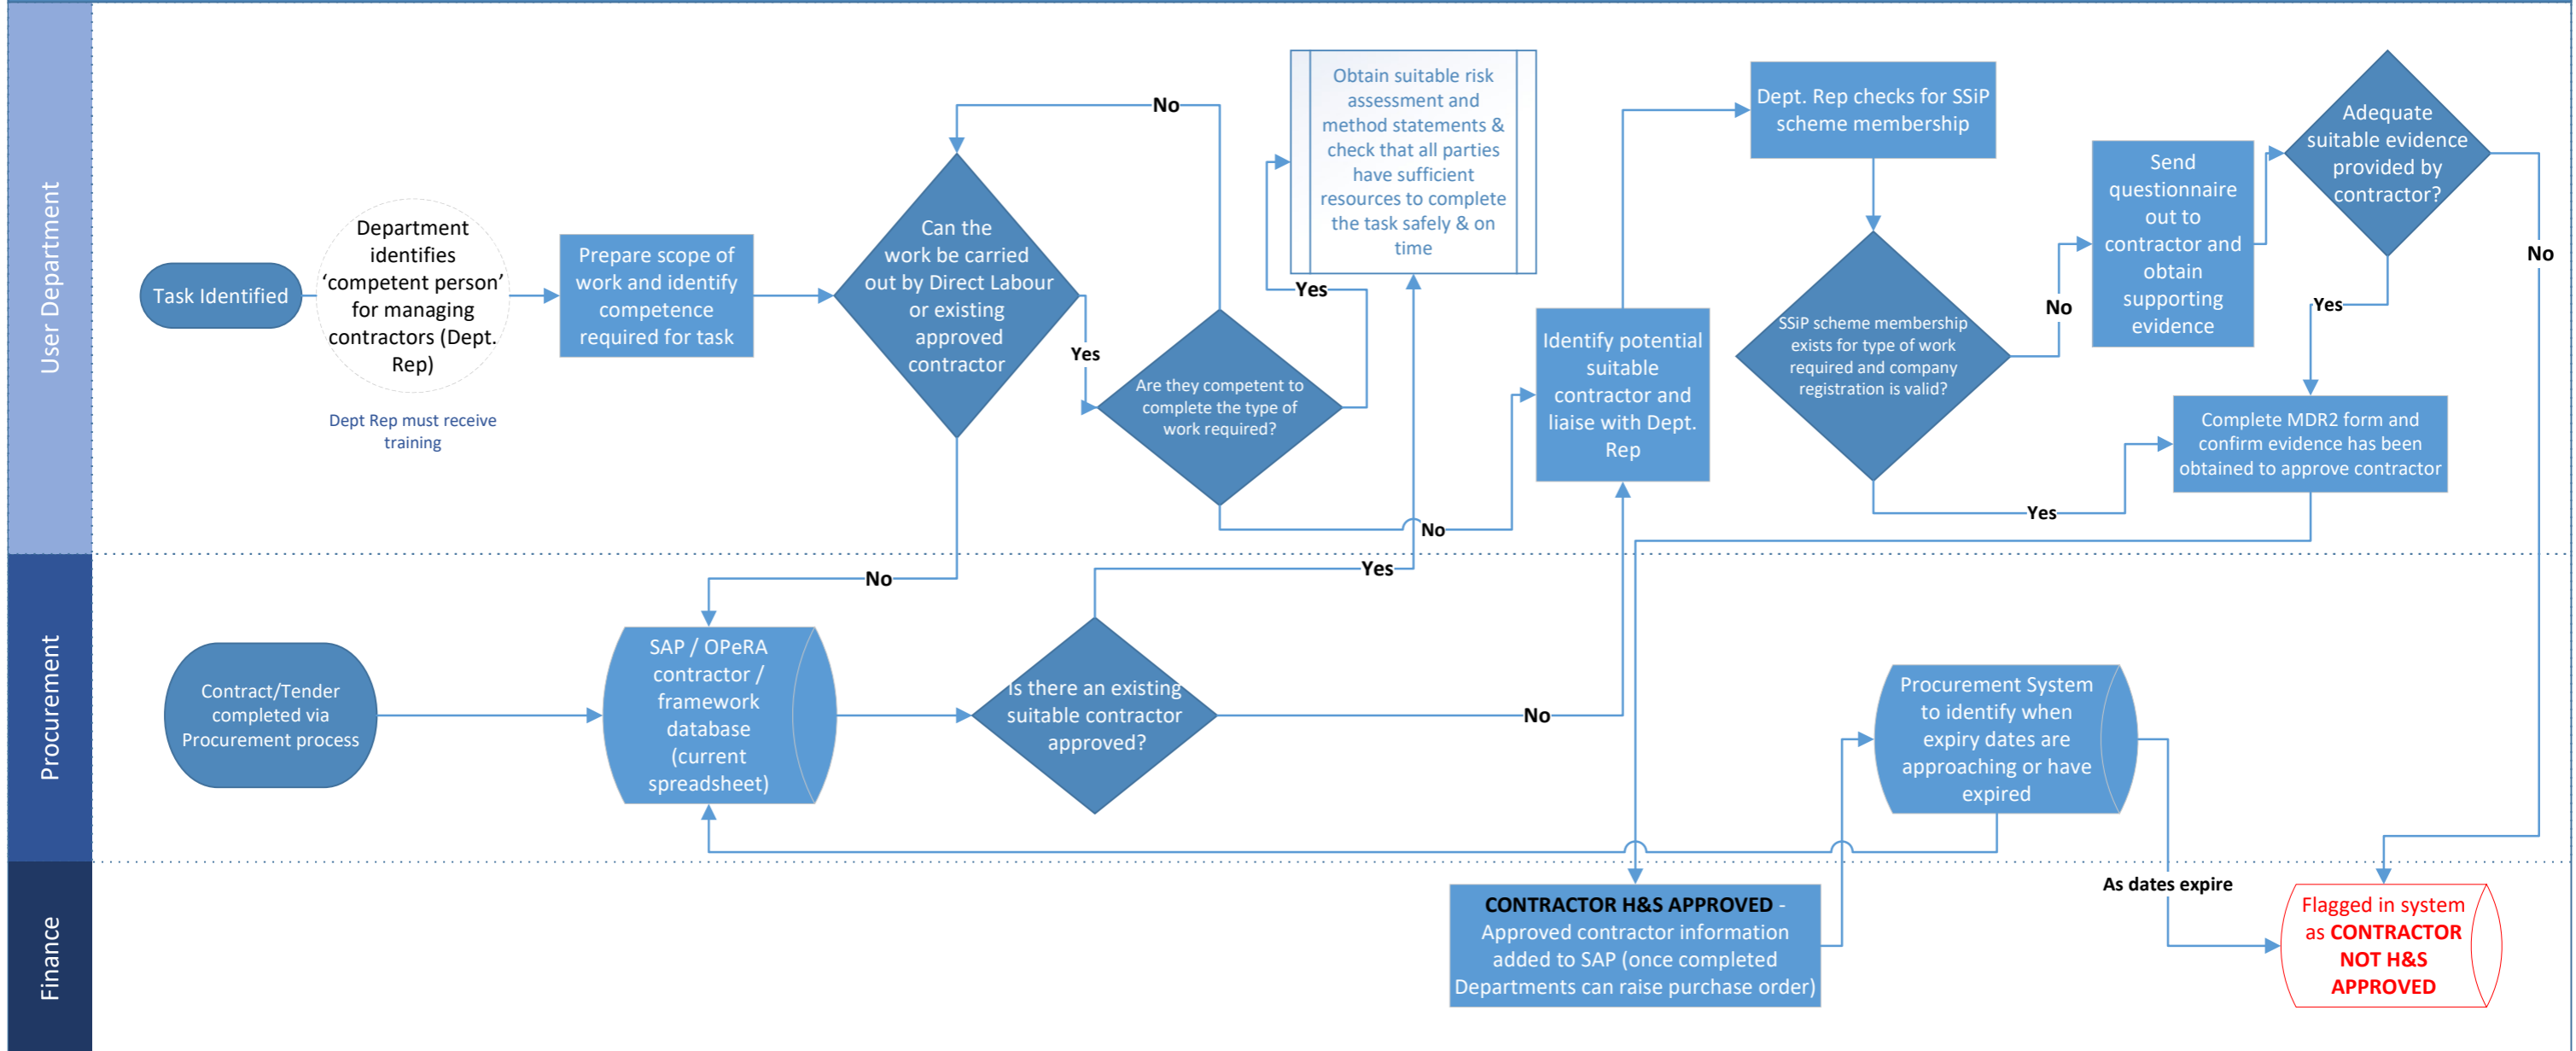 User Department
Task Identified
Department
identifies
‘competent person’
for managing
contractors (Dept.
Rep)
Dept Rep must receive
training
Prepare scope of
work and identify
competence
required for task
Can the
work be carried
out by Direct Labour
or existing
approved
contractor
No
Yes
Are they competent to
complete the type of
work required?
Yes
No
Obtain suitable risk
assessment and
method statements &
check that all parties
have sufficient
resources to complete
the task safely & on
time
Identify potential
suitable
contractor and
liaise with Dept.
Rep
Dept. Rep checks for SSiP
scheme membership
SSiP scheme membership
exists for type of work
required and company
registration is valid?
No
Yes
Send
questionnaire
out to
contractor and
obtain
supporting
evidence
Adequate
suitable evidence
provided by
contractor?
No
Yes
Complete MDR2 form and
confirm evidence has been
obtained to approve contractor
Procurement
Contract/Tender
completed via
Procurement process
No
SAP / OPeRA
contractor /
framework
database
(current
spreadsheet)
Is there an existing
suitable contractor
approved?
Yes
No
Procurement System
to identify when
expiry dates are
approaching or have
expired
Finance
CONTRACTOR H&S APPROVED -
Approved contractor information
added to SAP (once completed
Departments can raise purchase order)
As dates expire
Flagged in system
as CONTRACTOR
NOT H&S
APPROVED